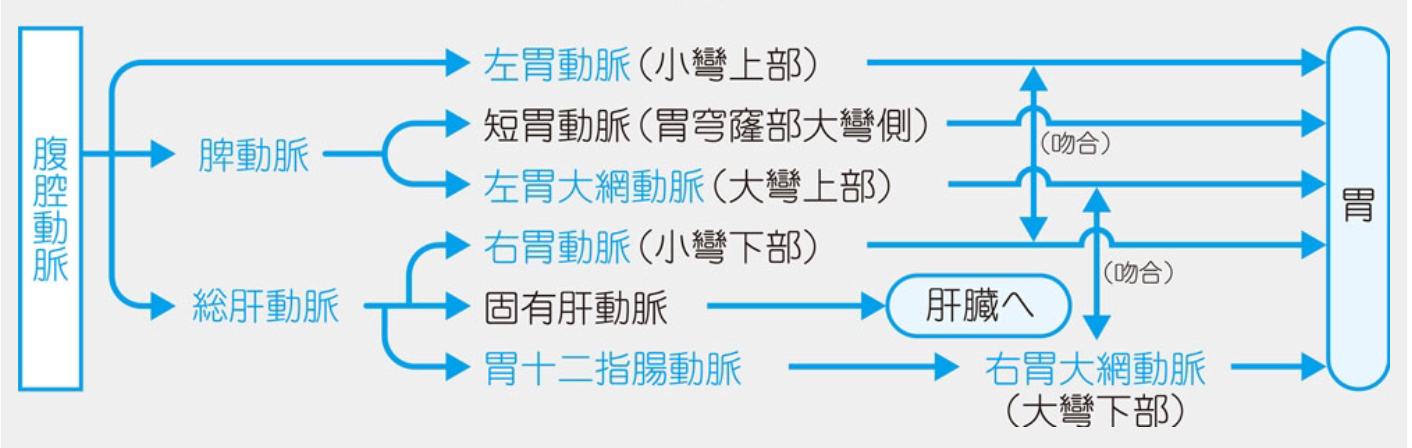 腹腔動脈
左胃動脈（小彎上部）
脾動脈
短胃動脈（胃穹窿部大彎側）
（吻合）
左胃大網動脈（大彎上部）
胃
右胃動脈（小彎下部）
（吻合）
総肝動脈
固有肝動脈
肝臓へ
胃十二指腸動脈
右胃大網動脈
（大彎下部）